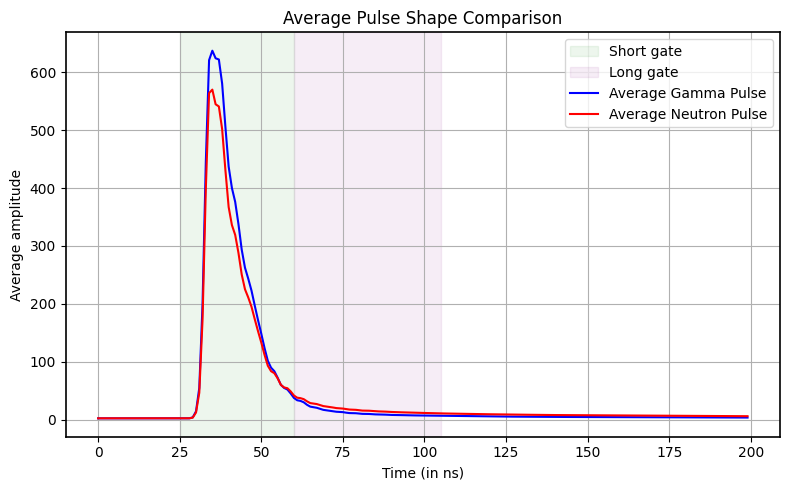 Average Pulse Shape Comparison
Short gate
Long gate
Average Gamma Pulse
Average Neutron Pulse
Average amplitude
600
500
400
300
200
100
0
0 25 50 75 100 125 150 175 200
Time (in ns)